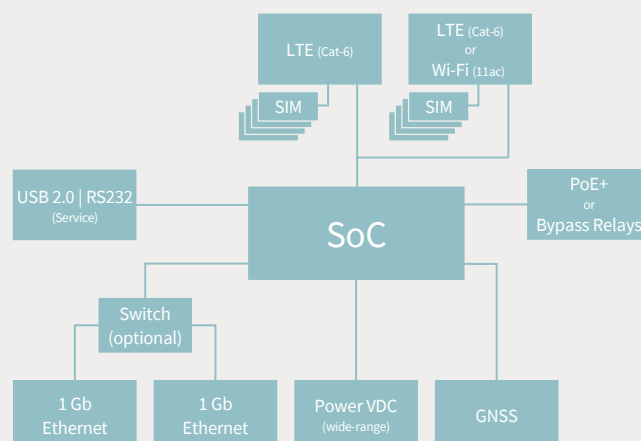 LTE (Cat-6)
LTE (Cat-6)
or
Wi-Fi (11ac)
SIM
SIM
USB 2.0 | RS232
(Service)
SoC
PoE+
or
Bypass Relays
Switch
(optional)
1 Gb
Ethernet
1 Gb
Ethernet
Power VDC
(wide-range)
GNSS